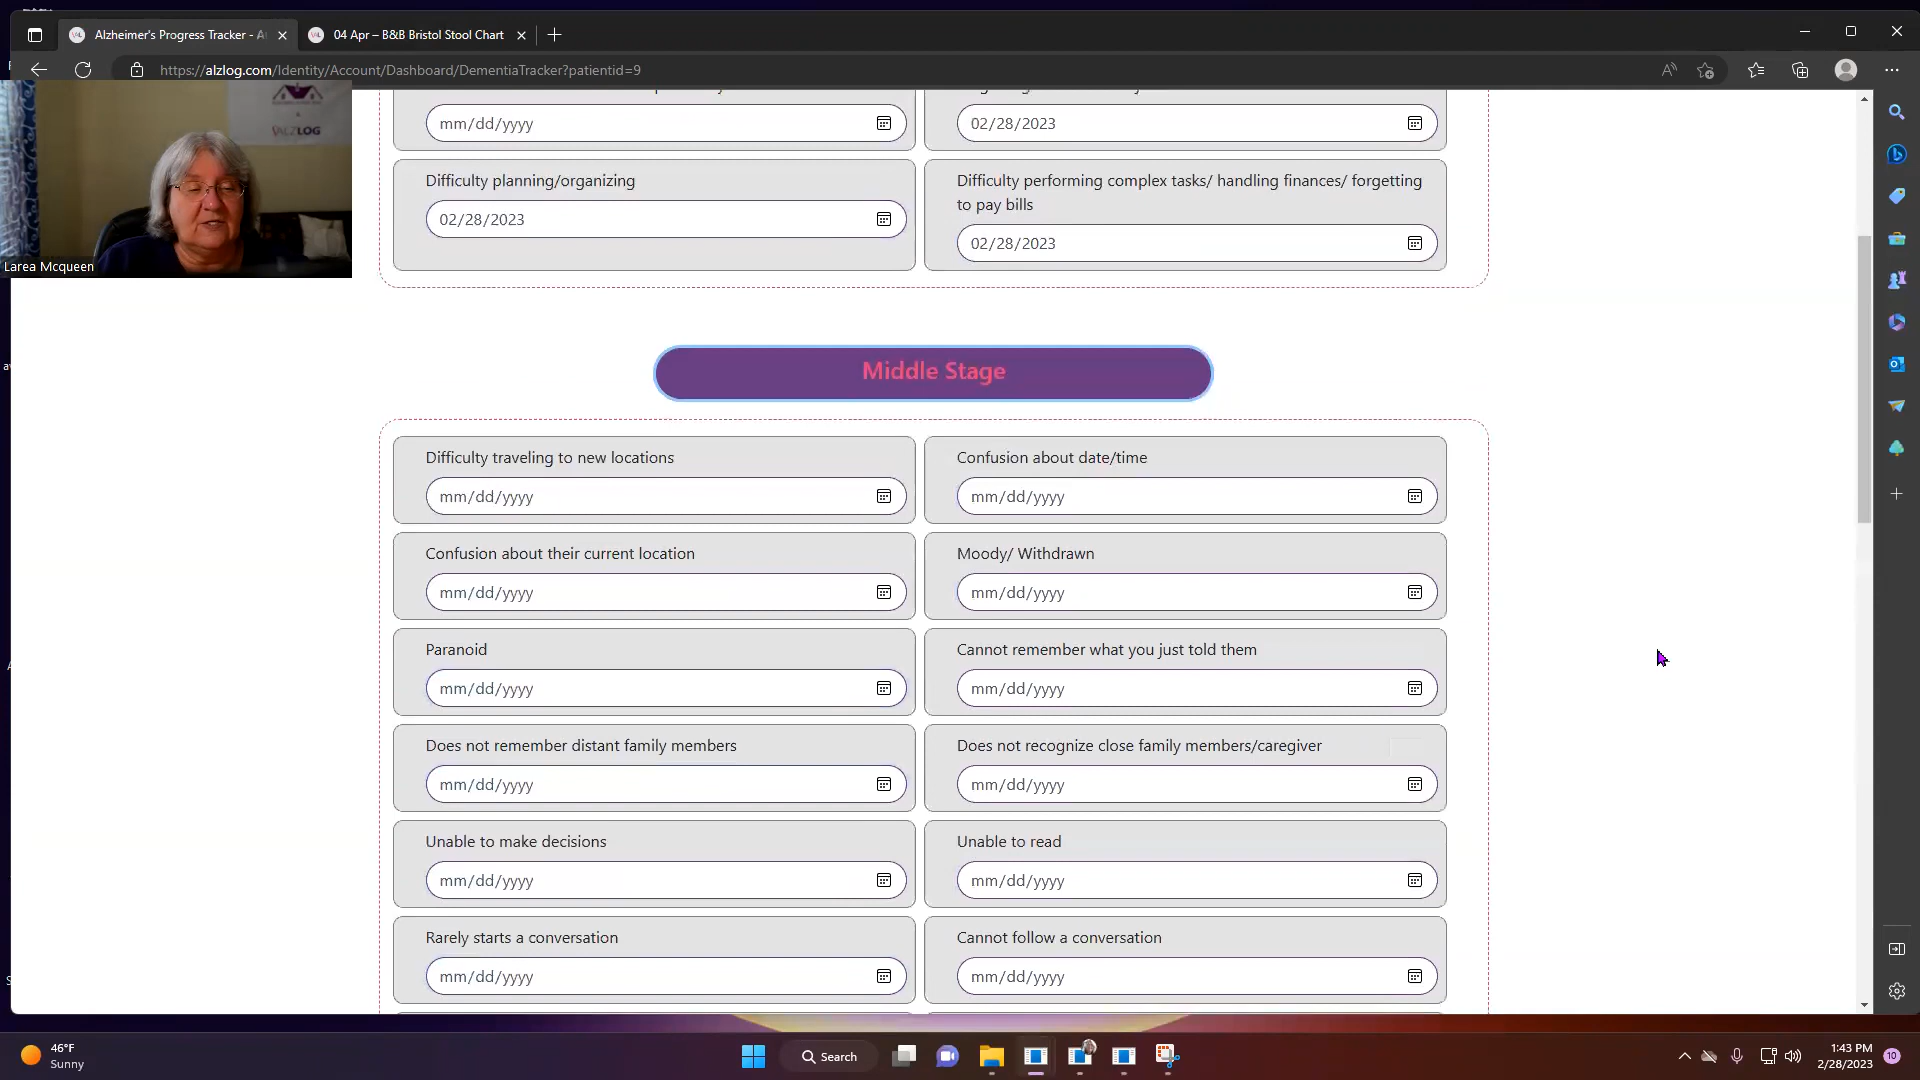 Alzheimer's Progress Tracker - A
04 Apr – B&B Bristol Stool Chart
https://alzlog.com/Identity/Account/Dashboard/DementiaTracker?patientid=9
ALZLOG
Larea Mcqueen
mm/dd/yyyy
02/28/2023
Difficulty planning/organizing
02/28/2023
Difficulty performing complex tasks/ handling finances/ forgetting
to pay bills
02/28/2023
Middle Stage
Difficulty traveling to new locations
mm/dd/yyyy
Confusion about date/time
mm/dd/yyyy
Confusion about their current location
mm/dd/yyyy
Moody/ Withdrawn
mm/dd/yyyy
Paranoid
mm/dd/yyyy
Cannot remember what you just told them
mm/dd/yyyy
Does not remember distant family members
mm/dd/yyyy
Does not recognize close family members/caregiver
mm/dd/yyyy
Unable to make decisions
mm/dd/yyyy
Unable to read
mm/dd/yyyy
Rarely starts a conversation
mm/dd/yyyy
Cannot follow a conversation
mm/dd/yyyy
46°F
Sunny
Search
1:43 PM
2/28/2023
10